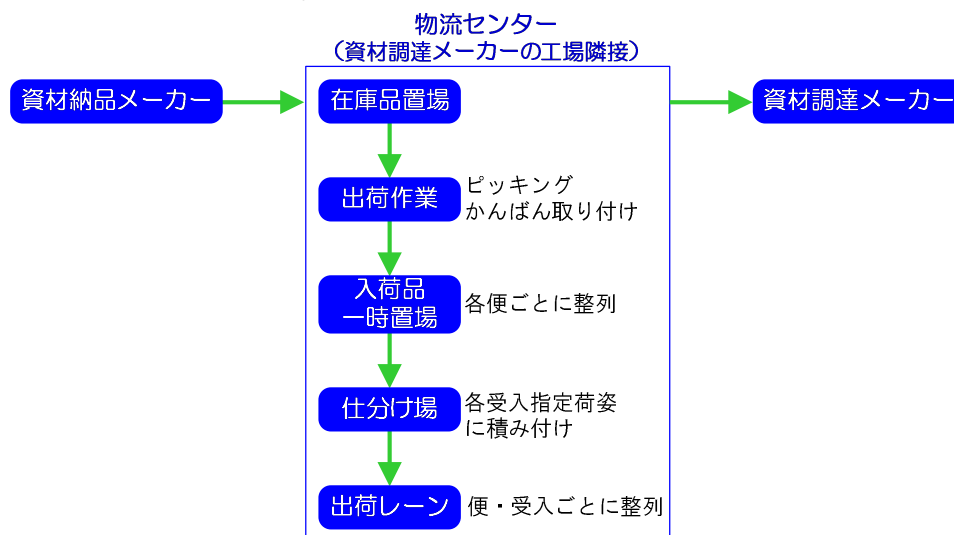 物流センター
（資材調達メーカーの工場隣接）
資材納品メーカー
在庫品置場
資材調達メーカー
出荷作業
ピッキング
かんばん取り付け
入荷品
一時置場
各便ごとに整列
仕分け場
各受入指定荷姿
に積み付け
出荷レーン
便・受入ごとに整列